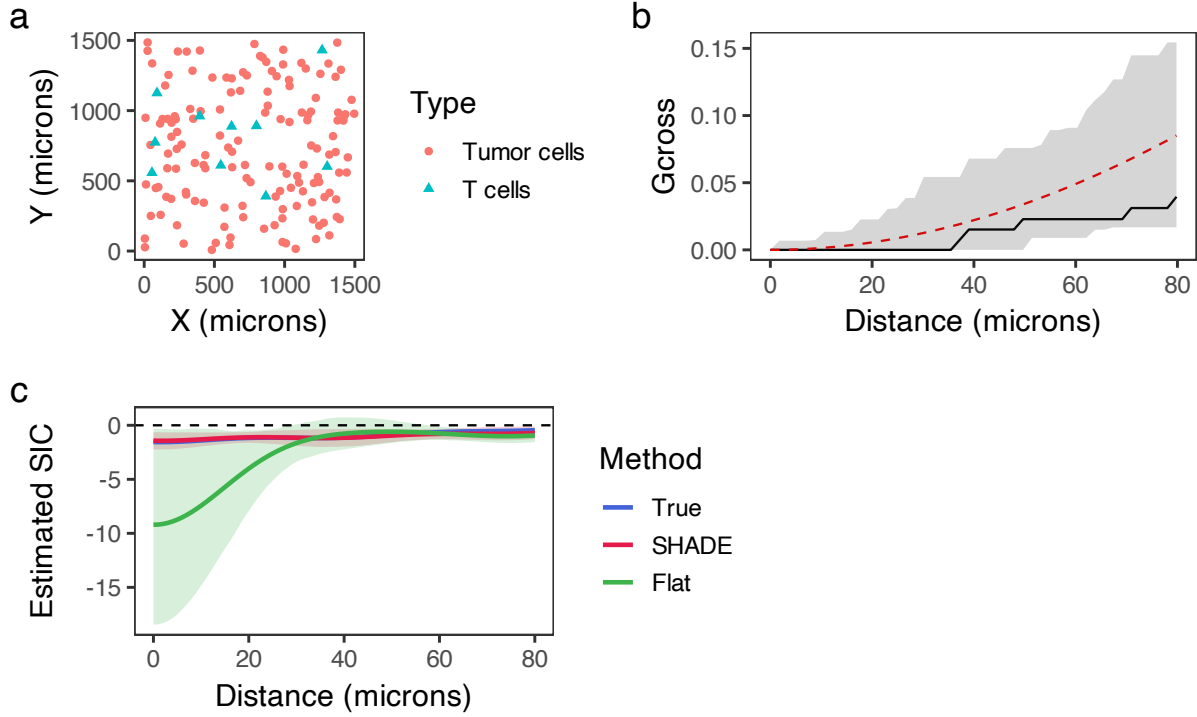 a
1500
1000
500
0
Y (microns)
0 500 1000 1500
X (microns)
Type
Tumor cells
T cells
b
0.15
0.10
0.05
0.00
Gcross
0 20 40 60 80
Distance (microns)
c
0
-5
-10
-15
Estimated SIC
0 20 40 60 80
Distance (microns)
Method
True
SHADE
Flat